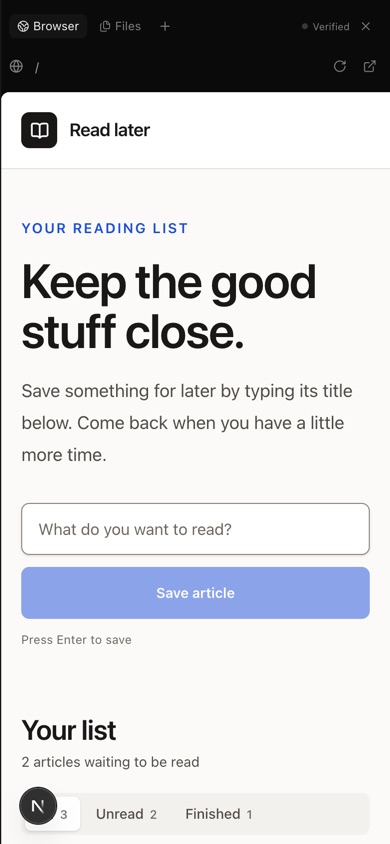 Browser Files + Verified
/
Read later
YOUR READING LIST
Keep the good
stuff close.
Save something for later by typing its title
below. Come back when you have a little
more time.
What do you want to read?
Save article
Press Enter to save
Your list
2 articles waiting to be read
N 3 Unread 2 Finished 1